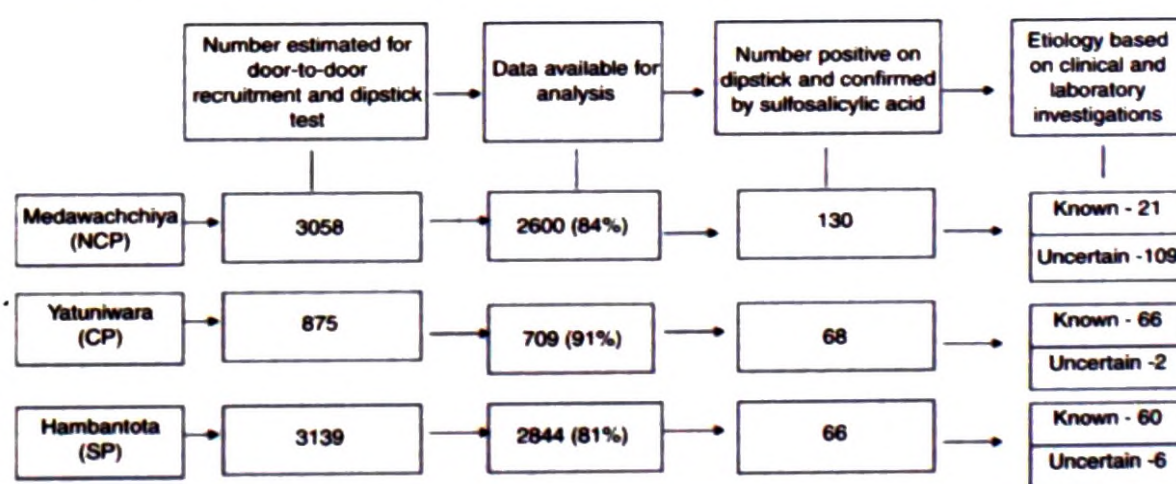 Number estimated for
door-to-door
recruitment and dipstick
test
Data available for
analysis
Number positive on
dipstick and confirmed
by sulfosalicylic acid
Etiology based
on clinical and
laboratory
investigations
Medawachchiya
(NCP)
3058
2600 (84%)
130
Known - 21
Uncertain -109
Yatuniwara
(CP)
875
709 (91%)
68
Known - 66
Uncertain -2
Hambantota
(SP)
3139
2844 (81%)
66
Known - 60
Uncertain -6